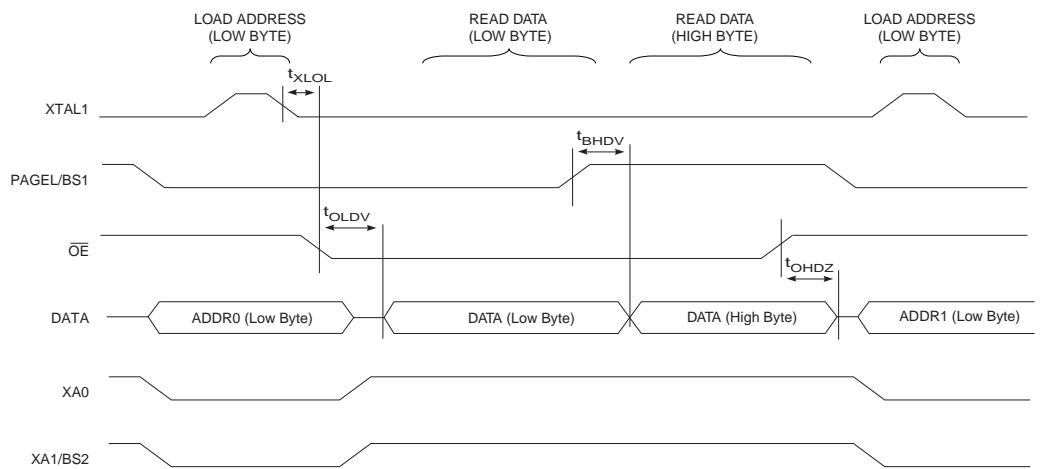 LOAD ADDRESS
(LOW BYTE)
READ DATA
(LOW BYTE)
READ DATA
(HIGH BYTE)
LOAD ADDRESS
(LOW BYTE)
tXLOL
XTAL1
tBHDV
PAGEL/BS1
tOLDV
OE
tOHDZ
DATA
ADDR0 (Low Byte)
DATA (Low Byte)
DATA (High Byte)
ADDR1 (Low Byte)
XA0
XA1/BS2